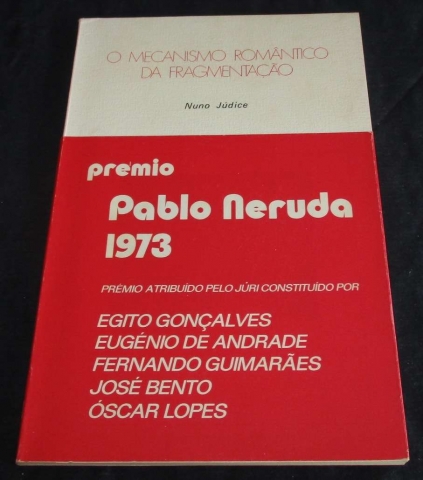 O MECANISMO ROMÂNTICO
DA FRAGMENTAÇÃO
Nuno Júdice
prémio
Pablo Neruda
1973
PRÉMIO ATRIBUÍDO PELO JÚRI CONSTITUÍDO POR
EGITO GONÇALVES
EUGÉNIO DE ANDRADE
FERNANDO GUIMARÃES
JOSÉ BENTO
ÓSCAR LOPES